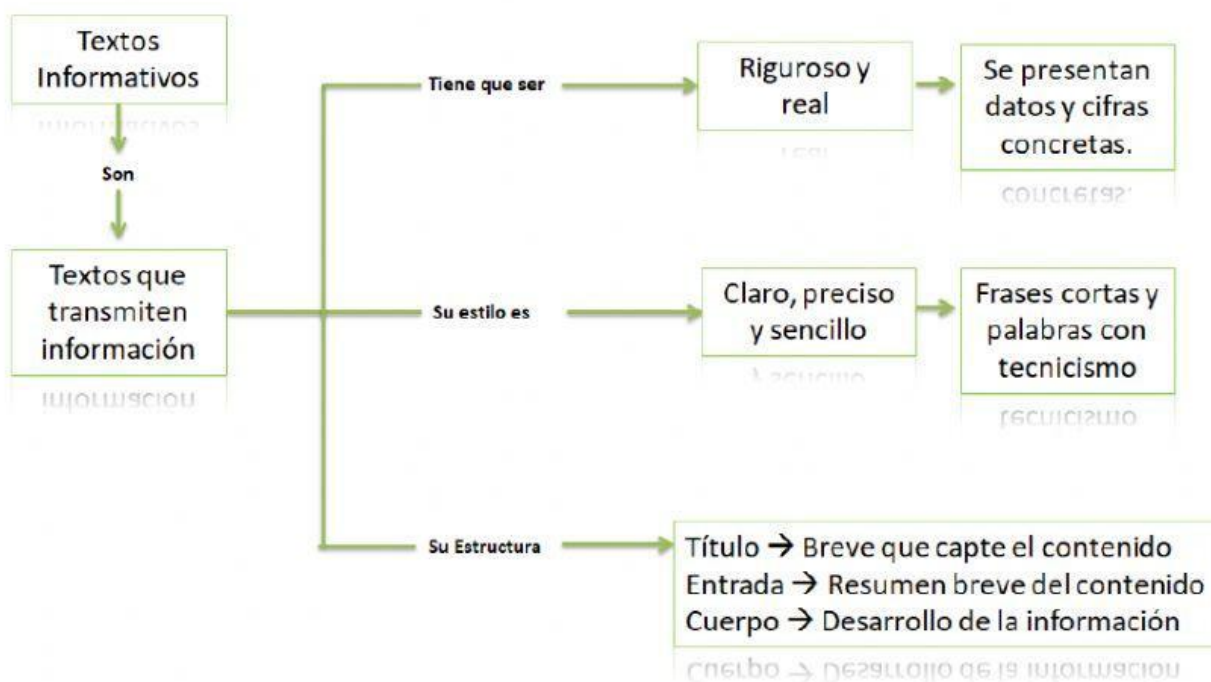 Textos
Informativos
Son
Textos que
transmiten
información
Tiene que ser
Riguroso y
real
Se presentan
datos y cifras
concretas.
Su estilo es
Claro, preciso
y sencillo
Frases cortas y
palabras con
tecnicismo
Su Estructura
Título → Breve que capte el contenido
Entrada → Resumen breve del contenido
Cuerpo → Desarrollo de la información